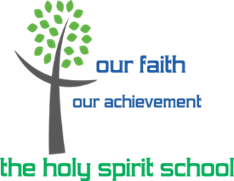 our faith
our achievement
the holy spirit school